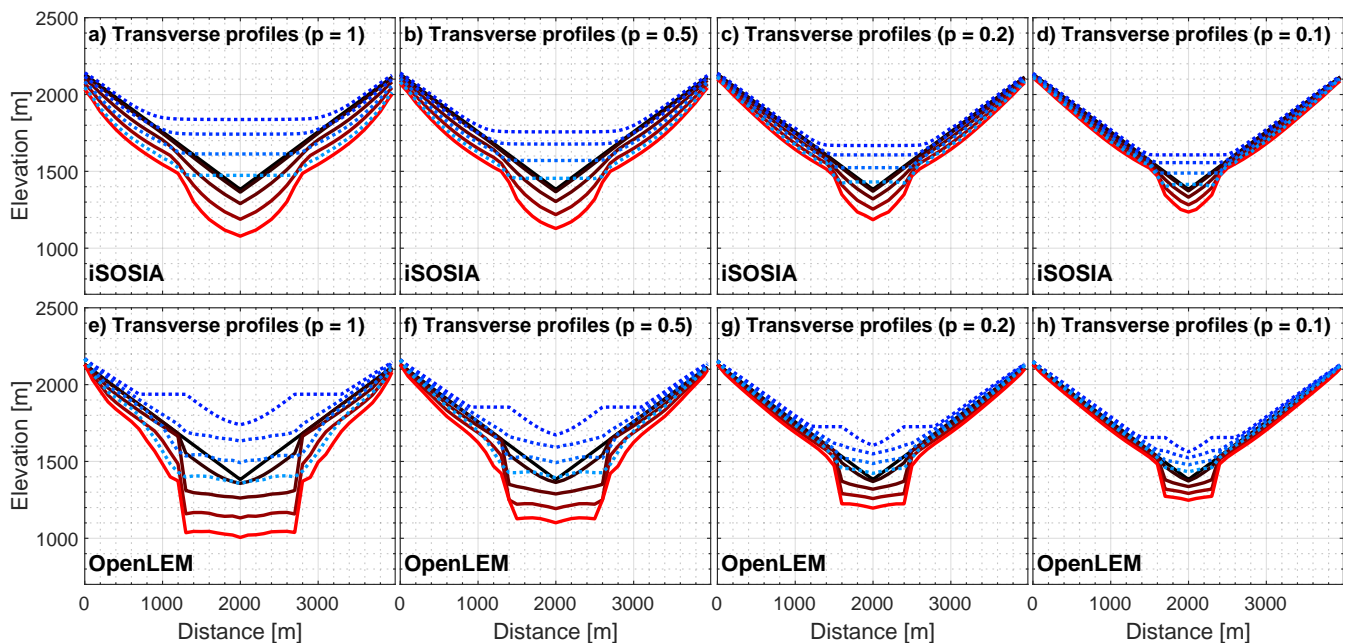 a) Transverse profiles (p = 1)
b) Transverse profiles (p = 0.5)
c) Transverse profiles (p = 0.2)
d) Transverse profiles (p = 0.1)
2500
2000
1500
1000
Elevation [m]
iSOSIA
iSOSIA
iSOSIA
iSOSIA
e) Transverse profiles (p = 1)
f) Transverse profiles (p = 0.5)
g) Transverse profiles (p = 0.2)
h) Transverse profiles (p = 0.1)
2500
2000
1500
1000
Elevation [m]
OpenLEM
OpenLEM
OpenLEM
OpenLEM
0 1000 2000 3000
0 1000 2000 3000
0 1000 2000 3000
0 1000 2000 3000
Distance [m]
Distance [m]
Distance [m]
Distance [m]